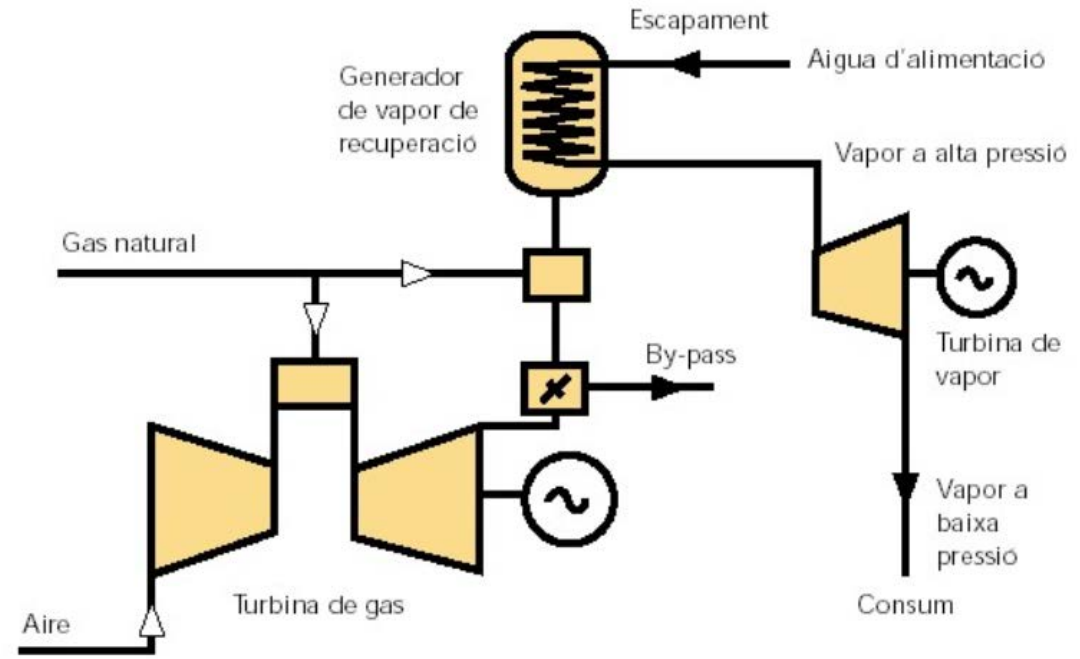 Escapament
Aigua d'alimentació
Generador
de vapor de
recuperació
Vapor a alta pressió
Gas natural
By-pass
Turbina de
vapor
Vapor a
baixa
pressió
Turbina de gas
Consum
Aire